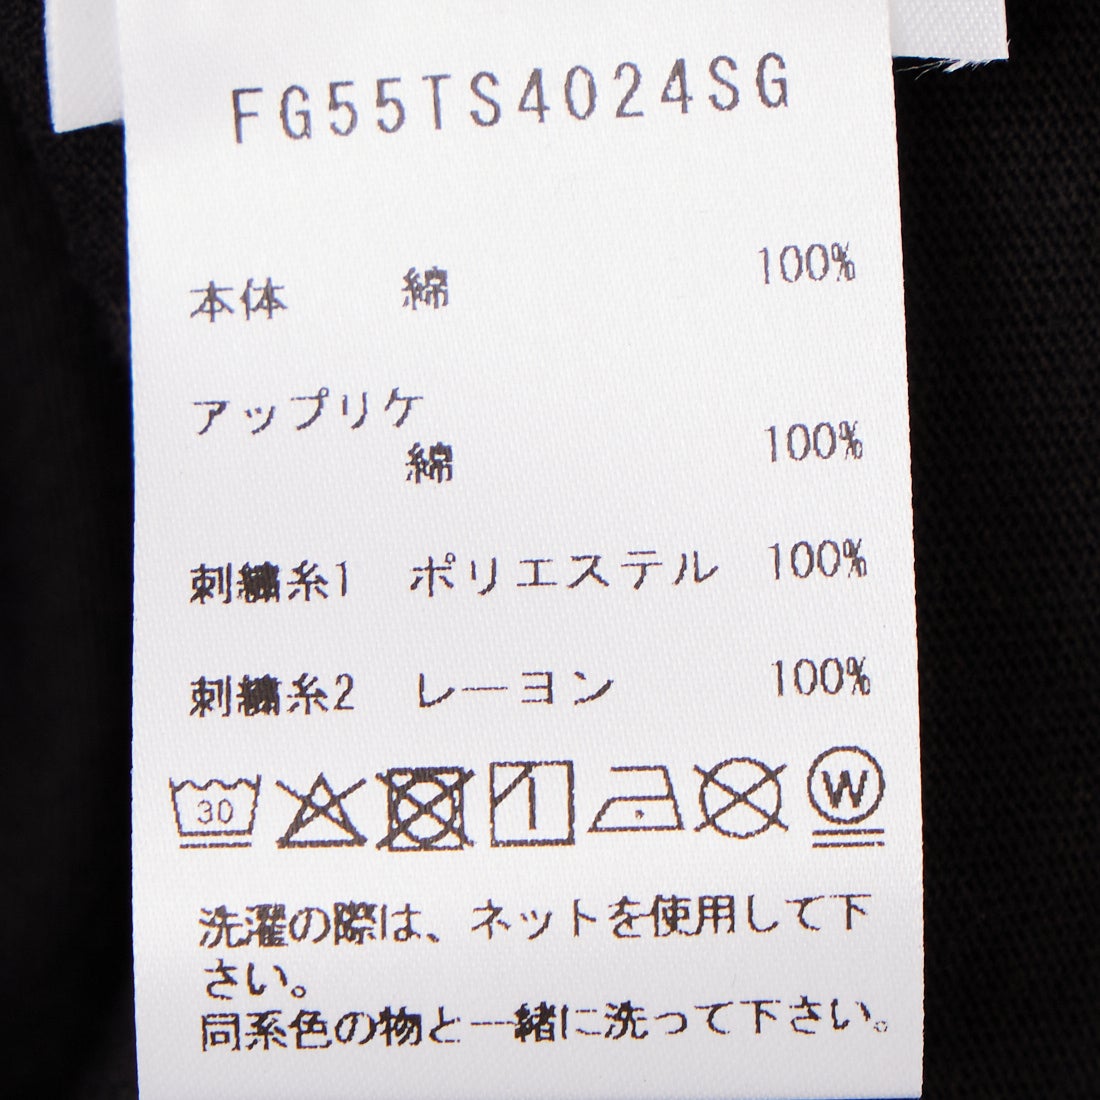 FG55TS4024SG
本体 綿 100%
アップリケ
綿 100%
刺繍糸1 ポリエステル 100%
刺繍糸2 レーヨン 100%
30 W
洗濯の際は、ネットを使用して下
さい。
同系色の物と一緒に洗って下さい。